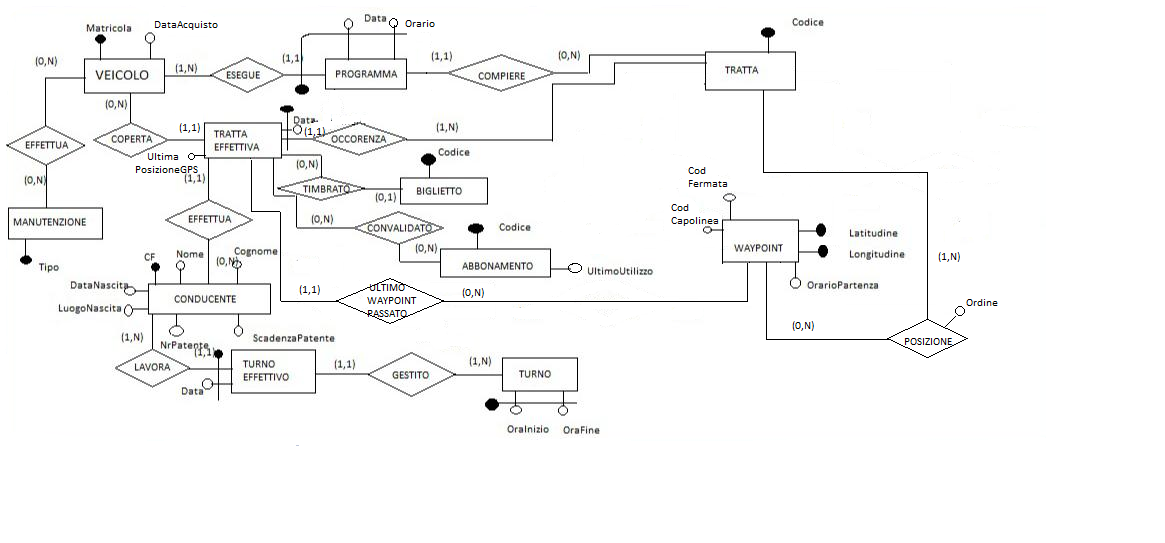 Matricola
DataAcquisto
Data
Orario
Codice
(0,N)
VEICOLO
(1,N)
ESEGUE
(1,1)
PROGRAMMA
(1,1)
COMPIERE
(0,N)
TRATTA
(0,N)
EFFETTUA
COPERTA
(1,1)
TRATTA
EFFETTIVA
Data
(1,1)
OCCORENZA
(1,N)
Ultima
PosizioneGPS
(1,1)
(0,N)
TIMBRATO
(0,1)
Codice
BIGLIETTO
(0,N)
MANUTENZIONE
Tipo
EFFETTUA
(0,N)
CONVALIDATO
(0,N)
Codice
ABBONAMENTO
UltimoUtilizzo
Cod
Fermata
Cod
Capolinea
WAYPOINT
Latitudine
Longitudine
OrarioPartenza
(1,N)
CF
Nome
Cognome
(0,N)
DataNascita
LuogoNascita
CONDUCENTE
NrPatente
ScadenzaPatente
(1,1)
ULTIMO
WAYPOINT
PASSATO
(0,N)
(0,N)
Ordine
POSIZIONE
(1,N)
LAVORA
(1,1)
Data
TURNO
EFFETTIVO
(1,1)
GESTITO
(1,N)
TURNO
OraInizio
OraFine